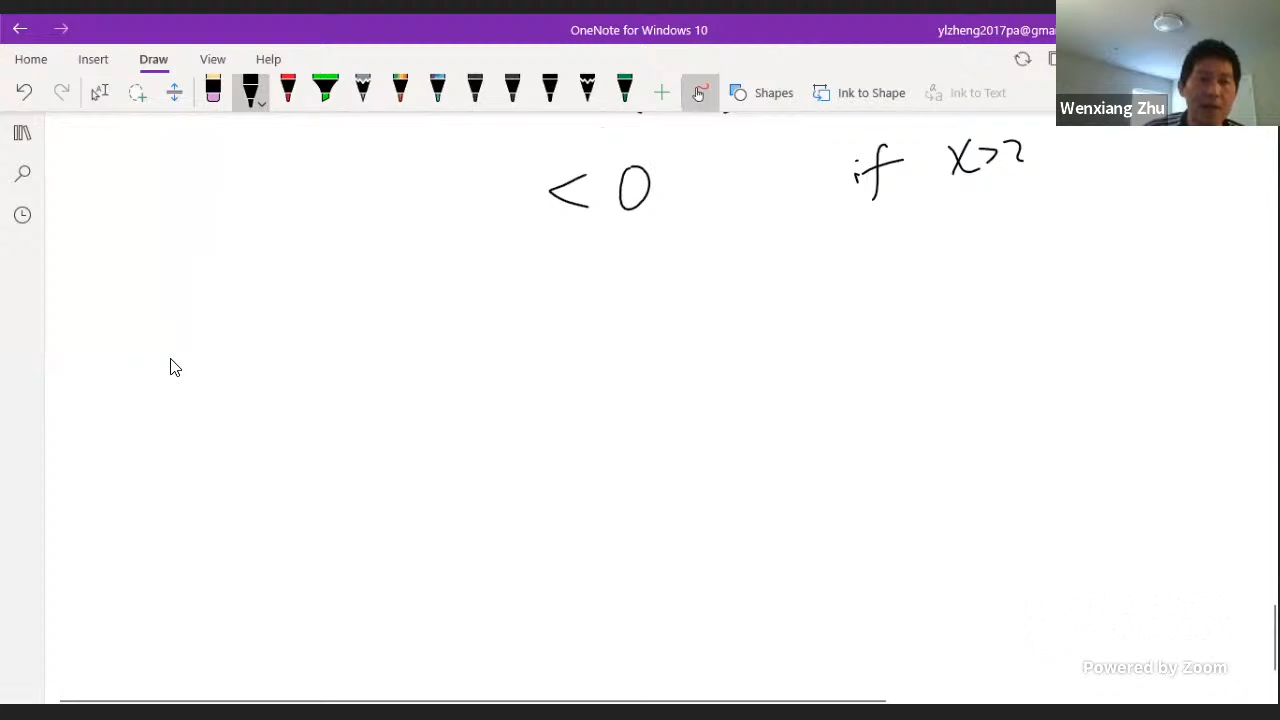 OneNote for Windows 10
ylzheng2017pa@gma
Home Insert Draw View Help
Shapes Ink to Shape Ink to Text
Wenxiang Zhu
if x>2
< 0
Powered by Zoom